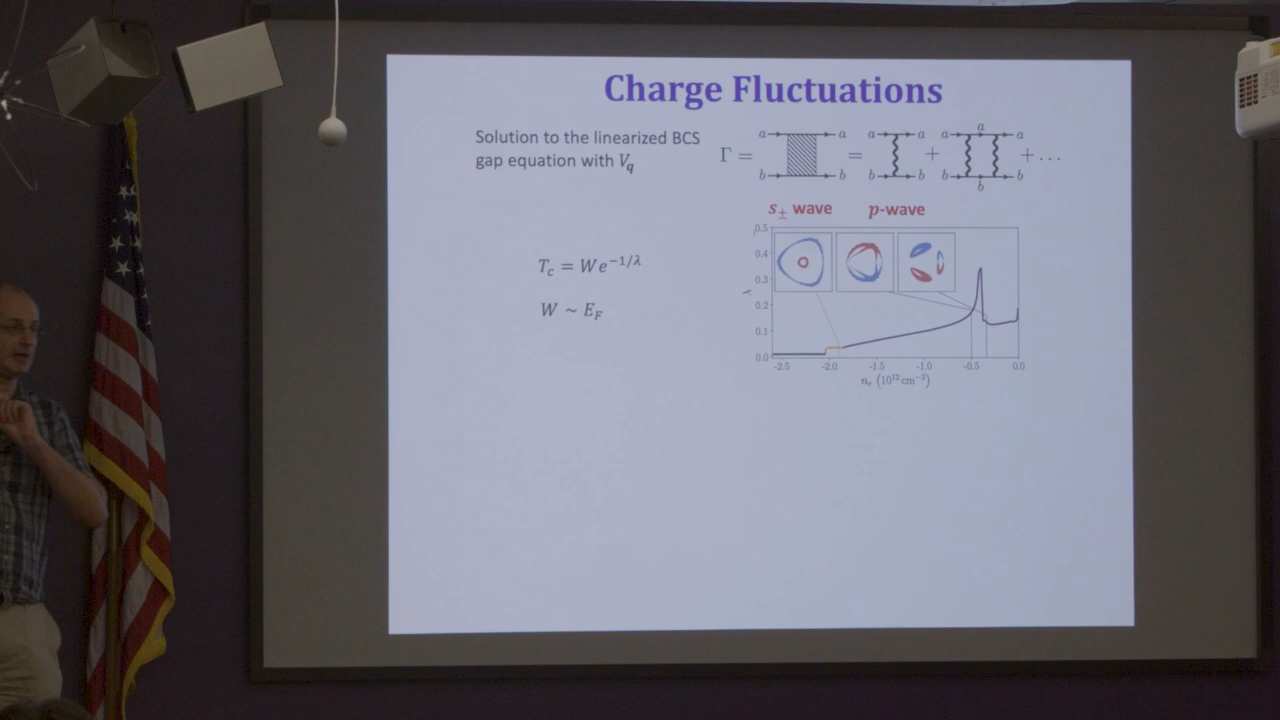 Charge Fluctuations
Solution to the linearized BCS
gap equation with V_q
Γ = a a b b = a a b b + a a a b b b + ...
s± wave
p-wave
T_c = W e^{-1/λ}
W ~ E_F
0.5
0.4
0.3
0.2
0.1
0.0
λ
-2.5 -2.0 -1.5 -1.0 -0.5 0.0
n_e (10^12 cm^-2)